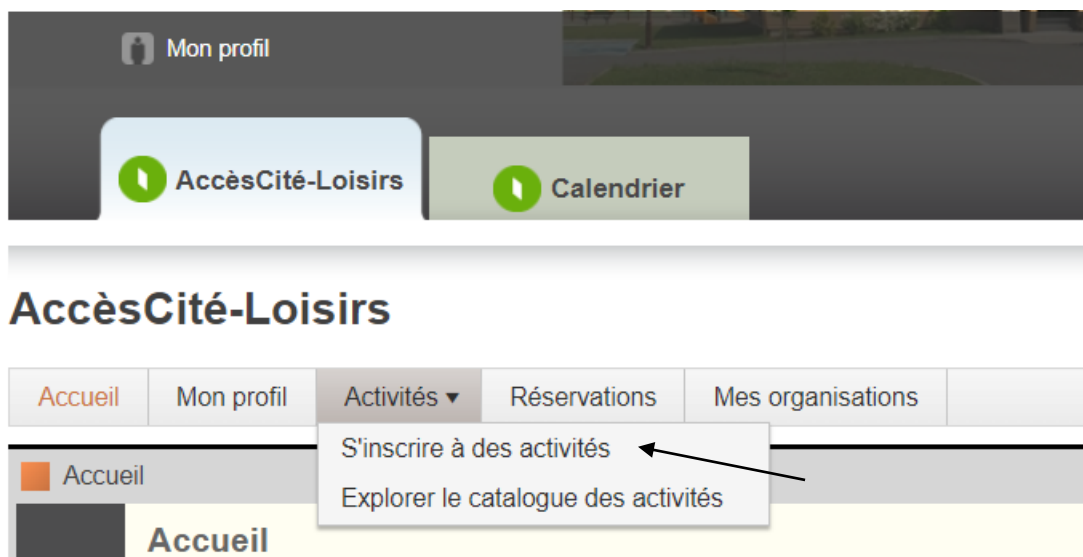 Mon profil
AccèsCité-Loisirs
Calendrier
AccèsCité-Loisirs
Accueil Mon profil Activités ▾ Réservations Mes organisations
S'inscrire à des activités
Accueil
Explorer le catalogue des activités
Accueil